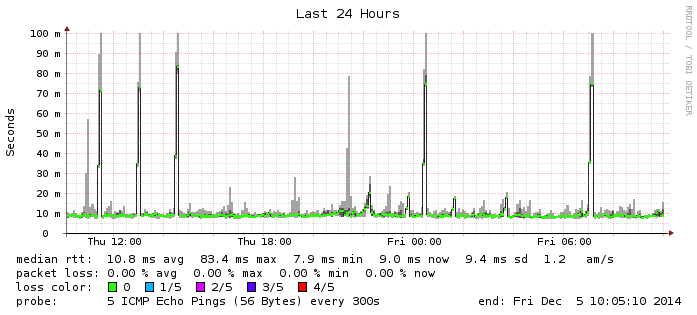 Last 24 Hours
RRDTOOL / TOBI OETIKER
Seconds
100 m
90 m
80 m
70 m
60 m
50 m
40 m
30 m
20 m
10 m
0
Thu 12:00 Thu 18:00 Fri 00:00 Fri 06:00
median rtt: 10.8 ms avg 83.4 ms max 7.9 ms min 9.0 ms now 9.4 ms sd 1.2 am/s
packet loss: 0.00 % avg 0.00 % max 0.00 % min 0.00 % now
loss color: 0 1/5 2/5 3/5 4/5
probe: 5 ICMP Echo Pings (56 Bytes) every 300s end: Fri Dec 5 10:05:10 2014